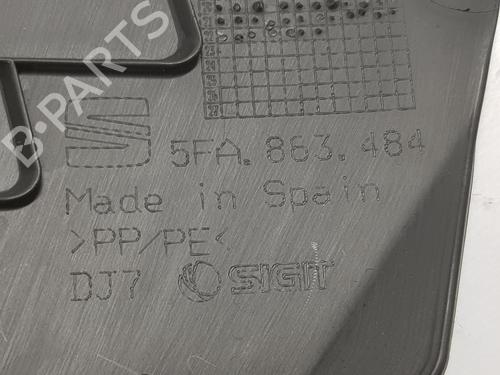 5FA.863.484
Made in Spain
>PP/PE<
DJ7 SIGIT
B-PARTS